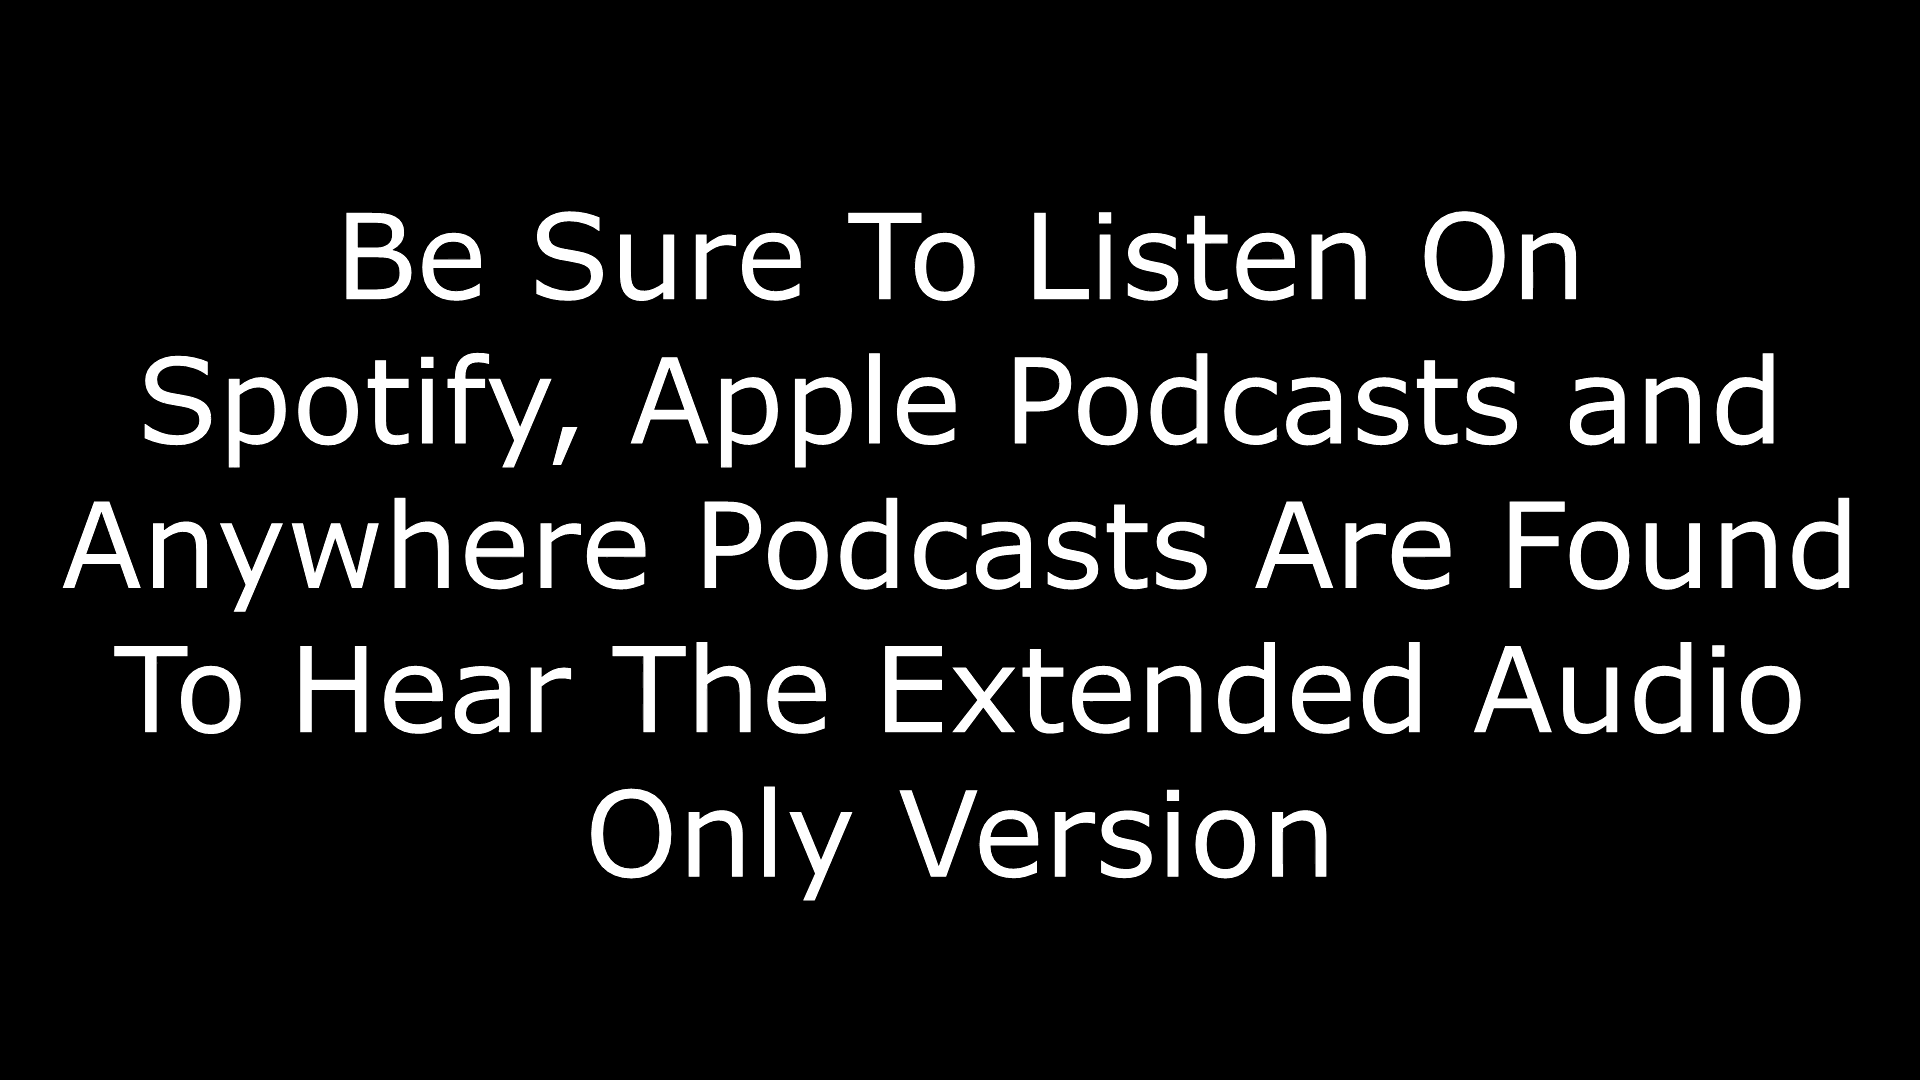 Be Sure To Listen On
Spotify, Apple Podcasts and
Anywhere Podcasts Are Found
To Hear The Extended Audio
Only Version